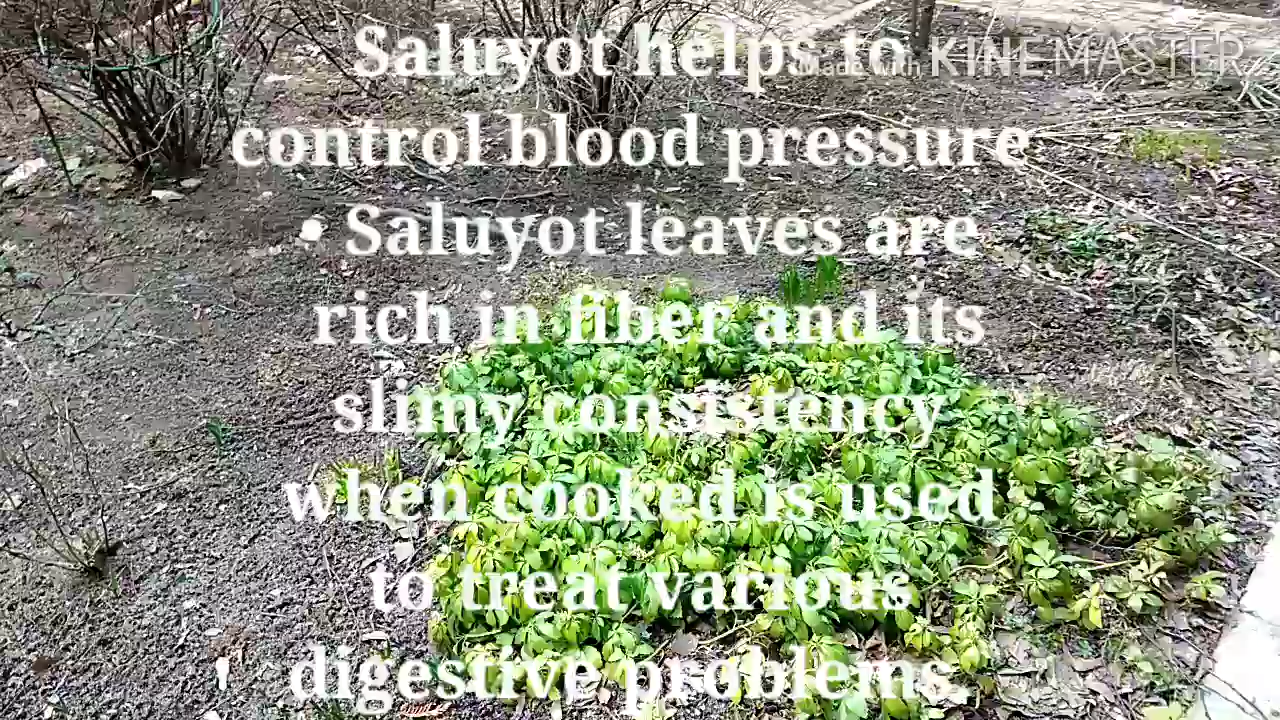 Saluyot helps to
Made with KINEMASTER
control blood pressure
• Saluyot leaves are
rich in fiber and its
slimy consistency
when cooked is used
to treat various
digestive problems.